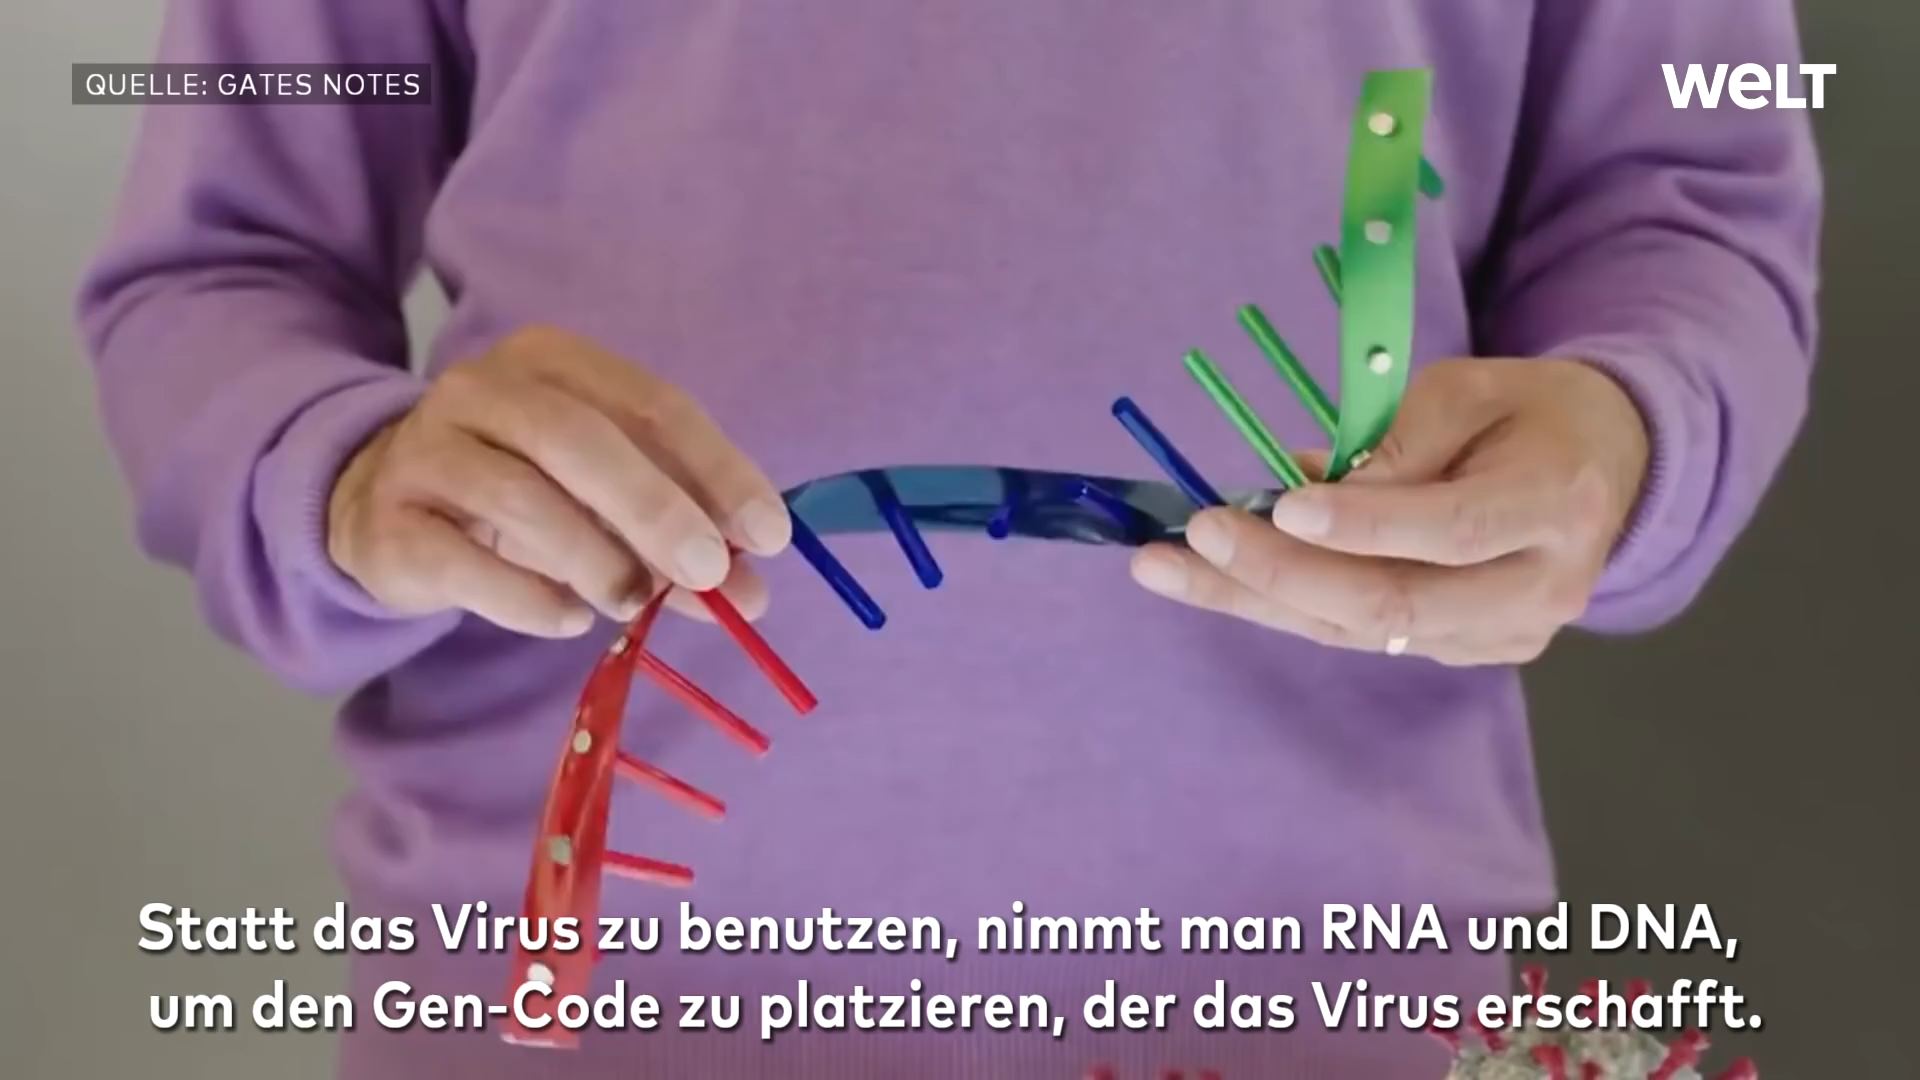 QUELLE: GATES NOTES
WELT
Statt das Virus zu benutzen, nimmt man RNA und DNA,
um den Gen-Code zu platzieren, der das Virus erschafft.